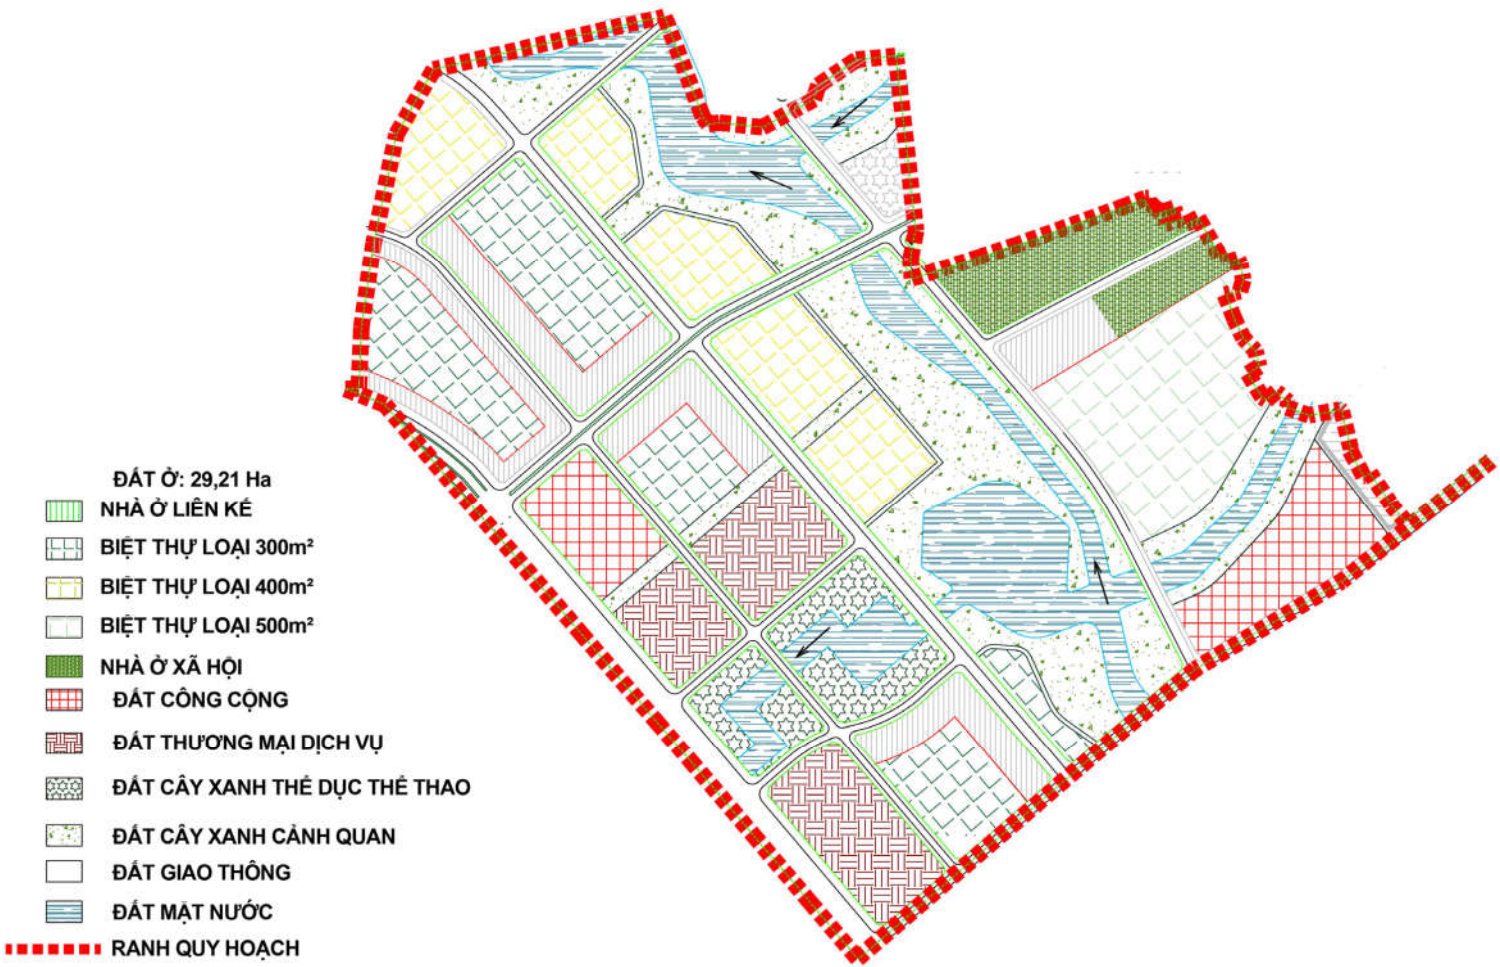 ĐẤT Ở: 29,21 Ha
NHÀ Ở LIÊN KẾ
BIỆT THỰ LOẠI 300m²
BIỆT THỰ LOẠI 400m²
BIỆT THỰ LOẠI 500m²
NHÀ Ở XÃ HỘI
ĐẤT CÔNG CỘNG
ĐẤT THƯƠNG MẠI DỊCH VỤ
ĐẤT CÂY XANH THỂ DỤC THỂ THAO
ĐẤT CÂY XANH CẢNH QUAN
ĐẤT GIAO THÔNG
ĐẤT MẶT NƯỚC
RANH QUY HOẠCH